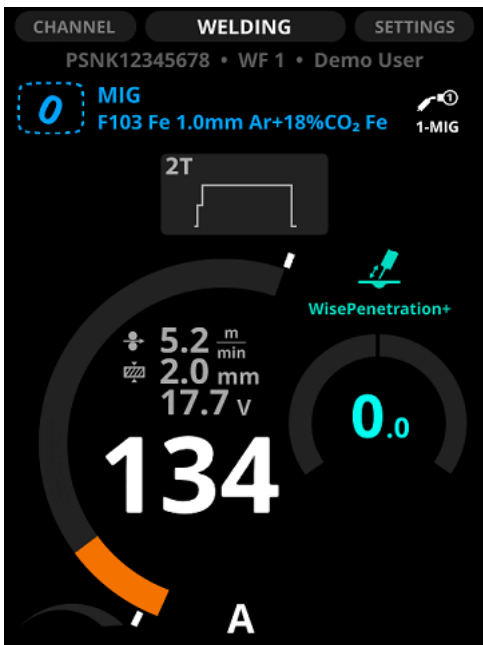 CHANNEL WELDING SETTINGS
PSNK12345678 • WF 1 • Demo User
0
MIG
F103 Fe 1.0mm Ar+18%CO₂ Fe
1
1-MIG
2T
5.2 m/min
2.0 mm
17.7 V
134
A
WisePenetration+
0.0